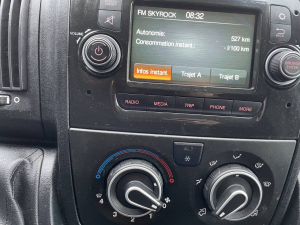 FM SKYROCK 08:32
Autonomie: 527 km
Consommation instant.: - l/100 km
Infos instant. Trajet A Trajet B
VOLUME
RADIO MEDIA TRIP PHONE MORE